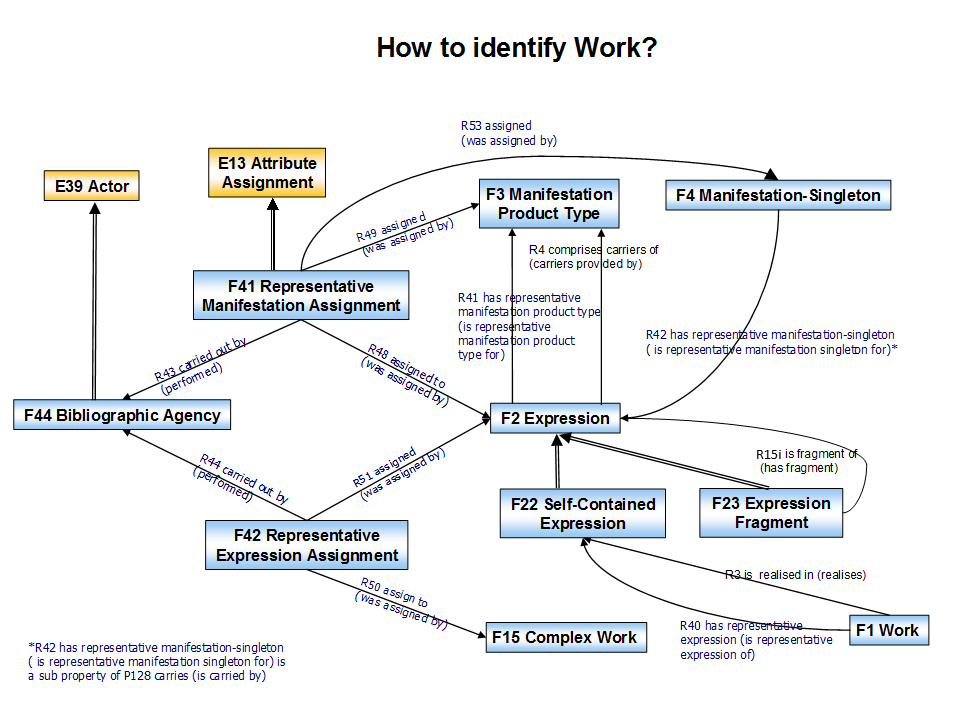 How to identify Work?
R53 assigned
(was assigned by)
E39 Actor
E13 Attribute
Assignment
F3 Manifestation
Product Type
F4 Manifestation-Singleton
R49 assigned
(was assigned by)
R4 comprises carriers of
(carriers provided by)
F41 Representative
Manifestation Assignment
R41 has representative
manifestation product type
(is representative
manifestation product
type for)
R42 has representative manifestation-singleton
( is representative manifestation singleton for)*
R43 carried out by
(performed)
R48 assigned to
(was assigned by)
F44 Bibliographic Agency
F2 Expression
R44 carried out by
(performed)
R51 assigned
(was assigned by)
R15i is fragment of
(has fragment)
F22 Self-Contained
Expression
F23 Expression
Fragment
F42 Representative
Expression Assignment
R50 assign to
(was assigned by)
R3 is realised in (realises)
F15 Complex Work
R40 has representative
expression (is representative
expression of)
F1 Work
*R42 has representative manifestation-singleton
( is representative manifestation singleton for) is
a sub property of P128 carries (is carried by)